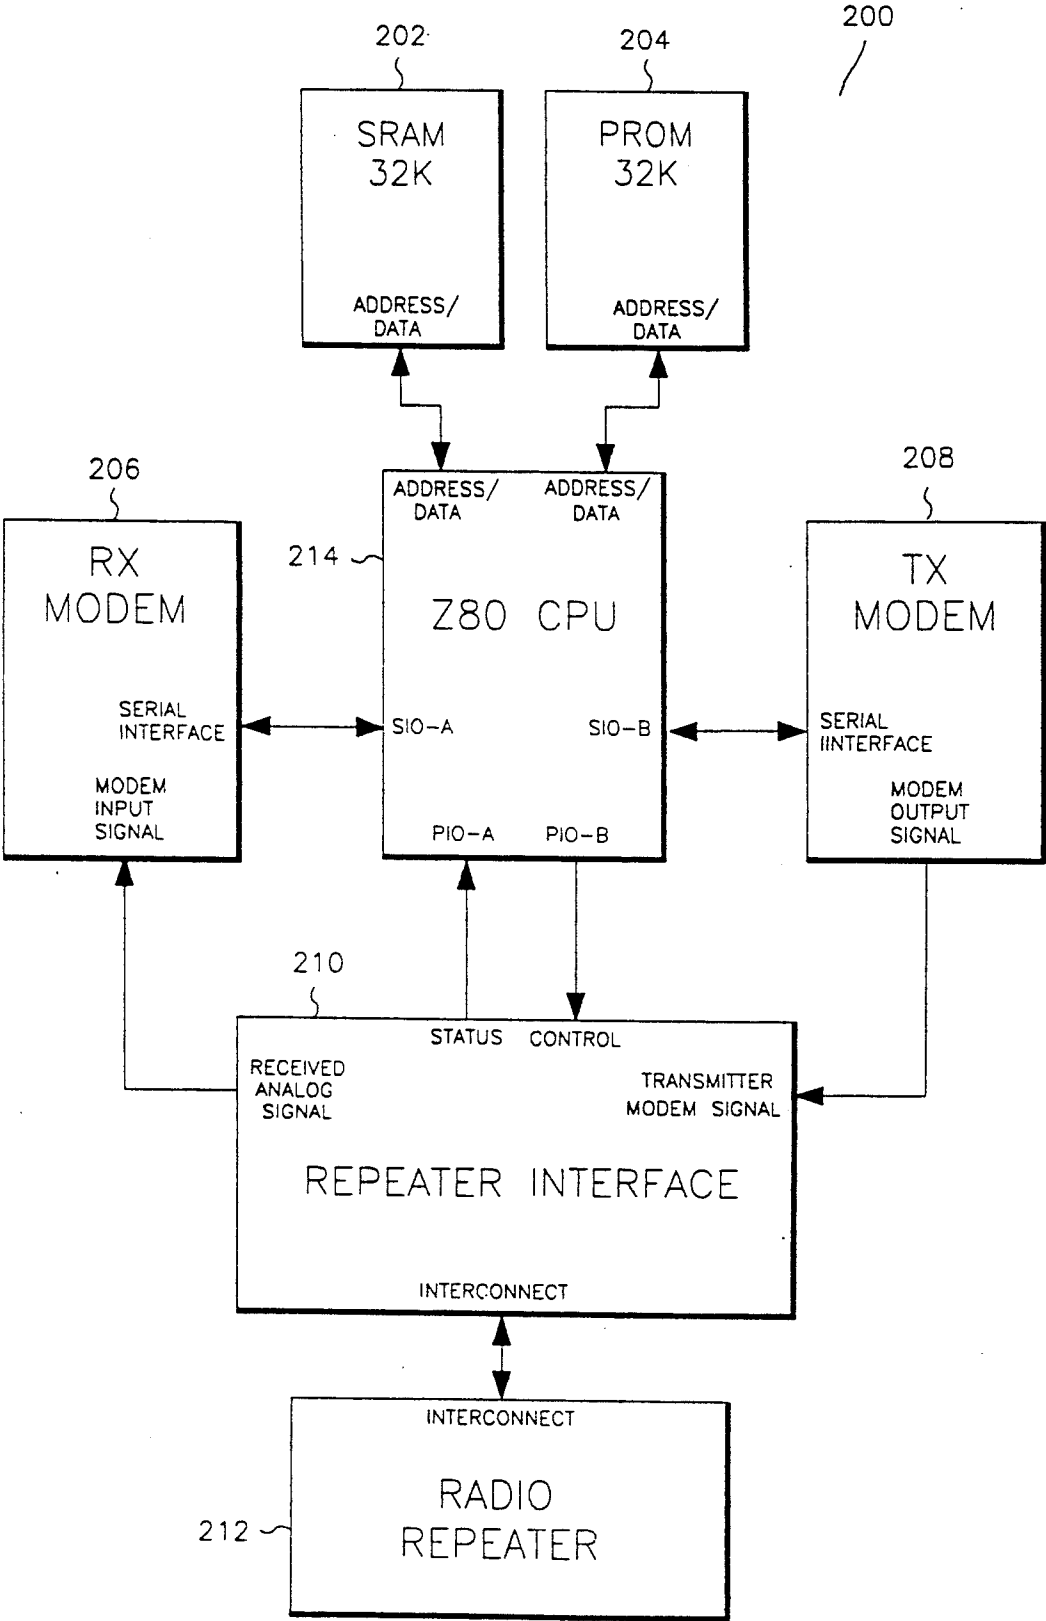 200
202
204
SRAM
32K
ADDRESS/
DATA
PROM
32K
ADDRESS/
DATA
206
RX
MODEM
SERIAL
INTERFACE
MODEM
INPUT
SIGNAL
214
ADDRESS/
DATA
ADDRESS/
DATA
Z80 CPU
SIO-A
SIO-B
PIO-A
PIO-B
208
TX
MODEM
SERIAL
IINTERFACE
MODEM
OUTPUT
SIGNAL
210
STATUS
CONTROL
RECEIVED
ANALOG
SIGNAL
TRANSMITTER
MODEM SIGNAL
REPEATER INTERFACE
INTERCONNECT
INTERCONNECT
RADIO
REPEATER
212